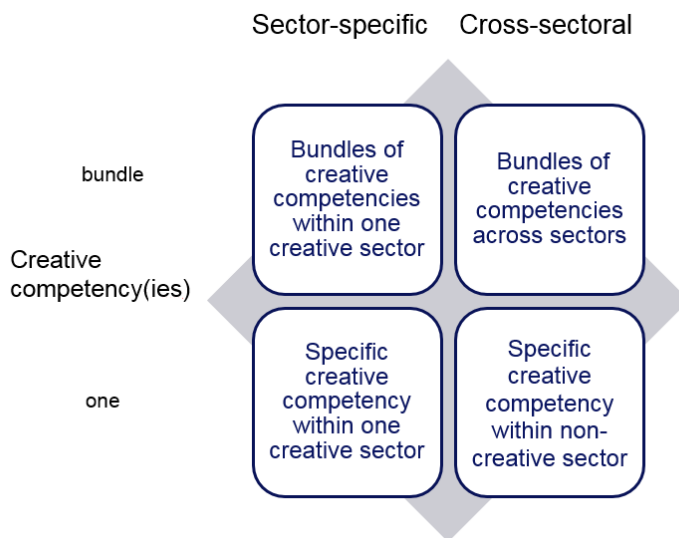 Sector-specific
Cross-sectoral
bundle
Bundles of
creative
competencies
within one
creative sector
Bundles of
creative
competencies
across sectors
Creative
competency(ies)
one
Specific
creative
competency
within one
creative sector
Specific
creative
competency
within non-
creative sector